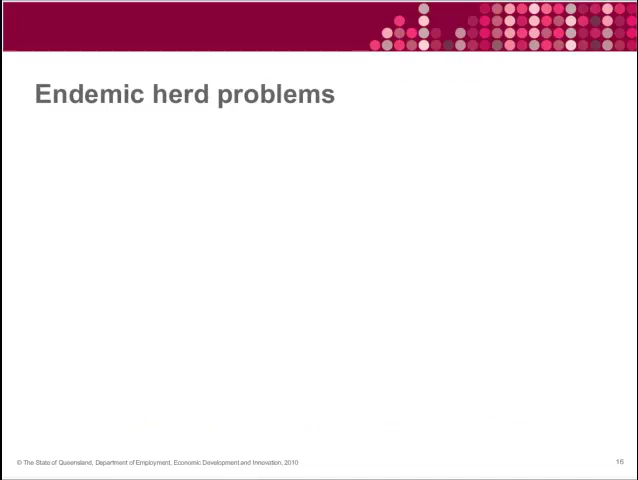 Endemic herd problems
© The State of Queensland, Department of Employment, Economic Development and Innovation, 2010
16